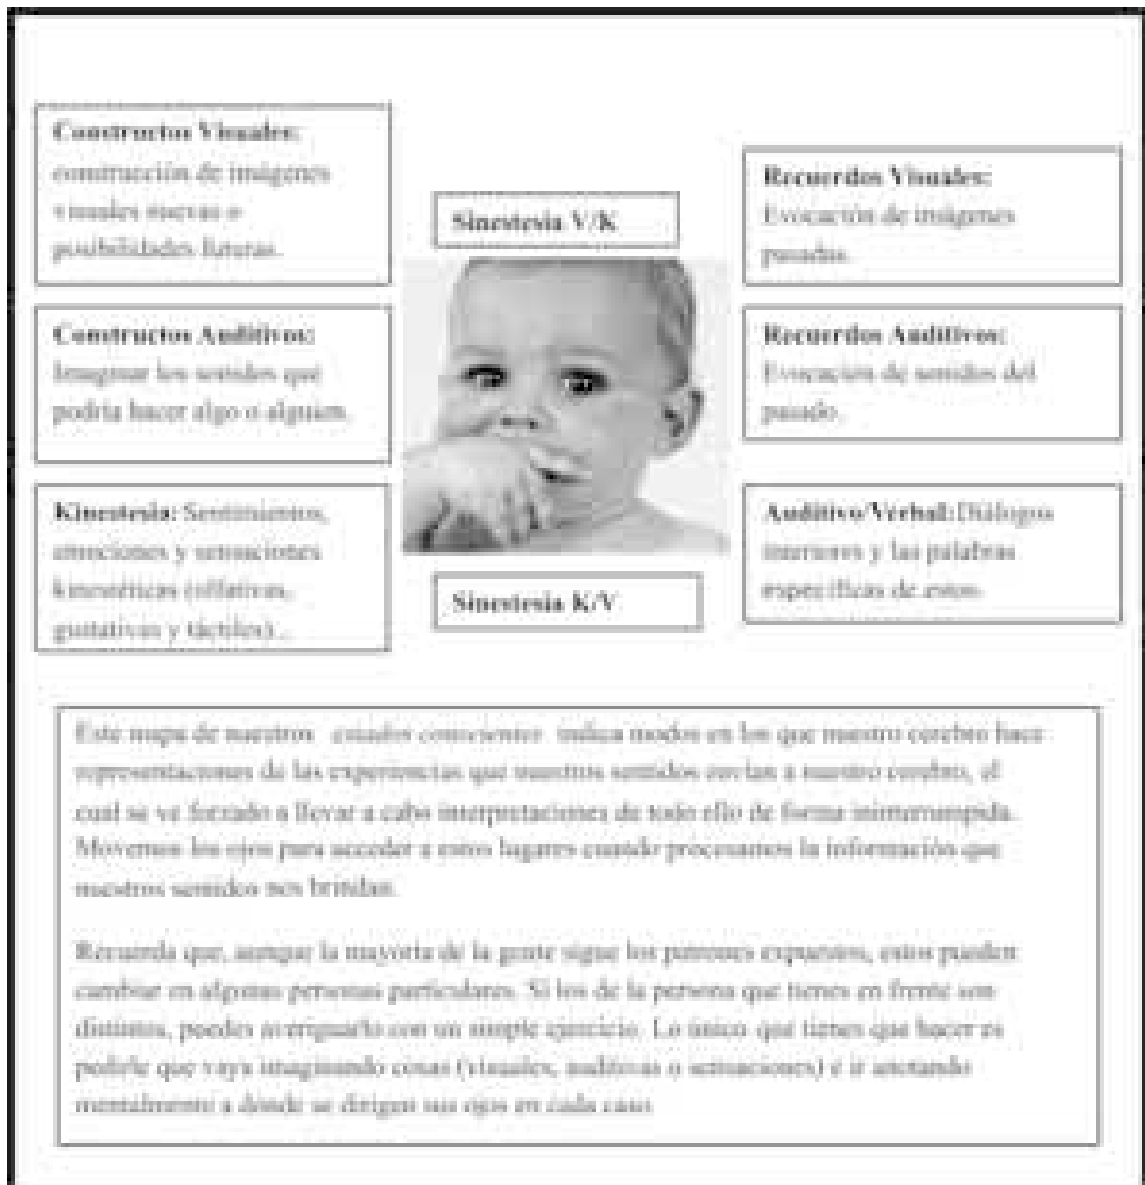 Constructos Visuales:
construcción de imágenes
visuales nuevas o
posibilidades futuras.
Sinestesia V/K
Recuerdos Visuales:
Evocación de imágenes
pasadas.
Constructos Auditivos:
Imaginar los sonidos que
podría hacer algo o alguien.
Recuerdos Auditivos:
Evocación de sonidos del
pasado.
Kinestesia: Sentimientos,
emociones y sensaciones
kinestéticas (olfativas,
gustativas y táctiles)..
Sinestesia K/V
Auditivo/Verbal: Diálogos
interiores y las palabras
específicas de estos.
Este mapa de nuestros estados conscientes indica modos en los que nuestro cerebro hace
representaciones de las experiencias que nuestros sentidos envían a nuestro cerebro, el
cual se ve forzado a llevar a cabo interpretaciones de todo ello de forma ininterrumpida.
Movemos los ojos para acceder a estos lugares cuando procesamos la información que
nuestros sentidos nos brindan.
Recuerda que, aunque la mayoría de la gente sigue los patrones expuestos, estos pueden
cambiar en algunas personas particulares. Si los de la persona que tienes en frente son
distintos, puedes averiguarlo con un simple ejercicio. Lo único que tienes que hacer es
pedirle que vaya imaginando cosas (visuales, auditivas o sensaciones) e ir anotando
mentalmente a dónde se dirigen sus ojos en cada caso.